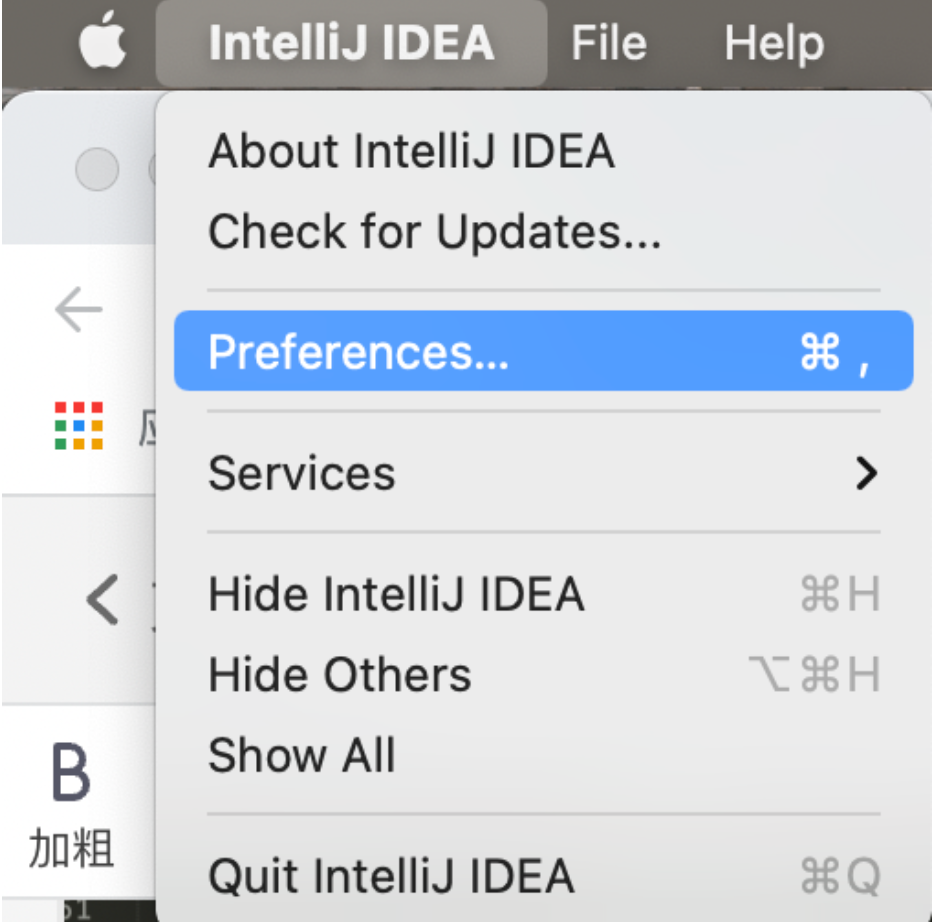 IntelliJ IDEA File Help
About IntelliJ IDEA
Check for Updates...
Preferences... ⌘ ,
Services
Hide IntelliJ IDEA ⌘H
Hide Others ⌥⌘H
Show All
B
加粗
Quit IntelliJ IDEA ⌘Q